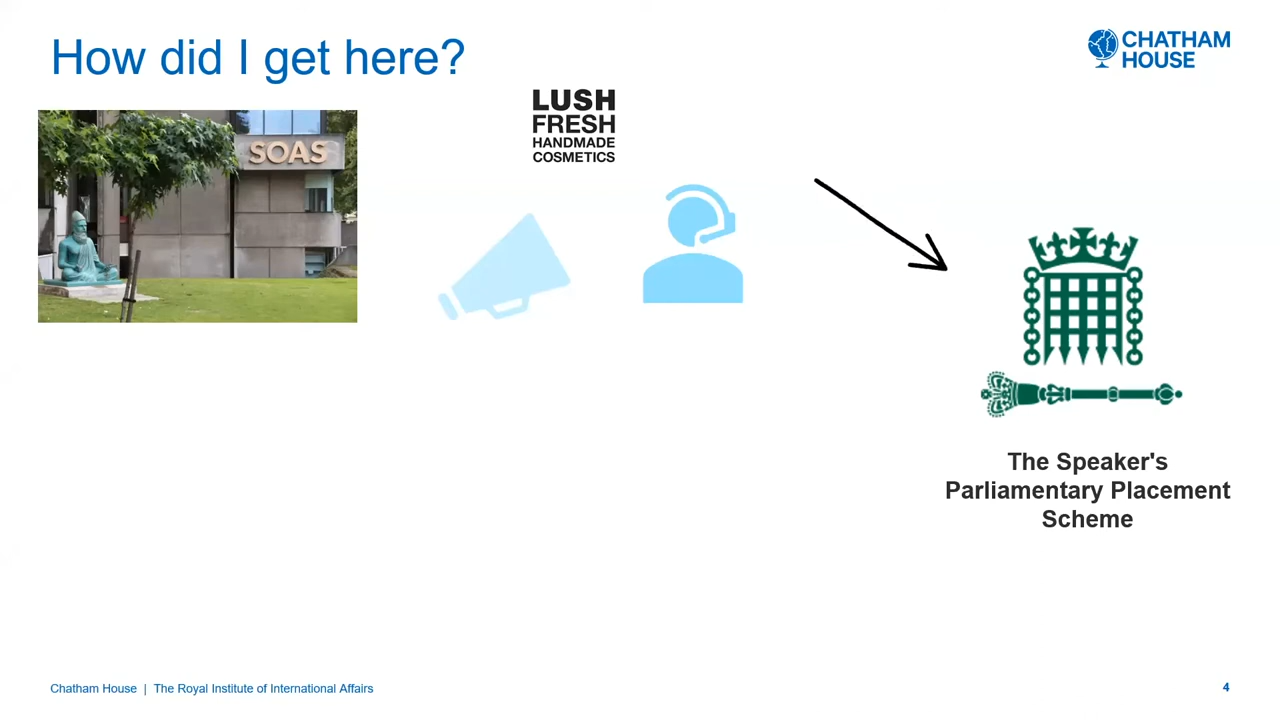 How did I get here?
CHATHAM
HOUSE
LUSH
FRESH
HANDMADE
COSMETICS
SOAS
The Speaker's
Parliamentary Placement
Scheme
Chatham House | The Royal Institute of International Affairs
4